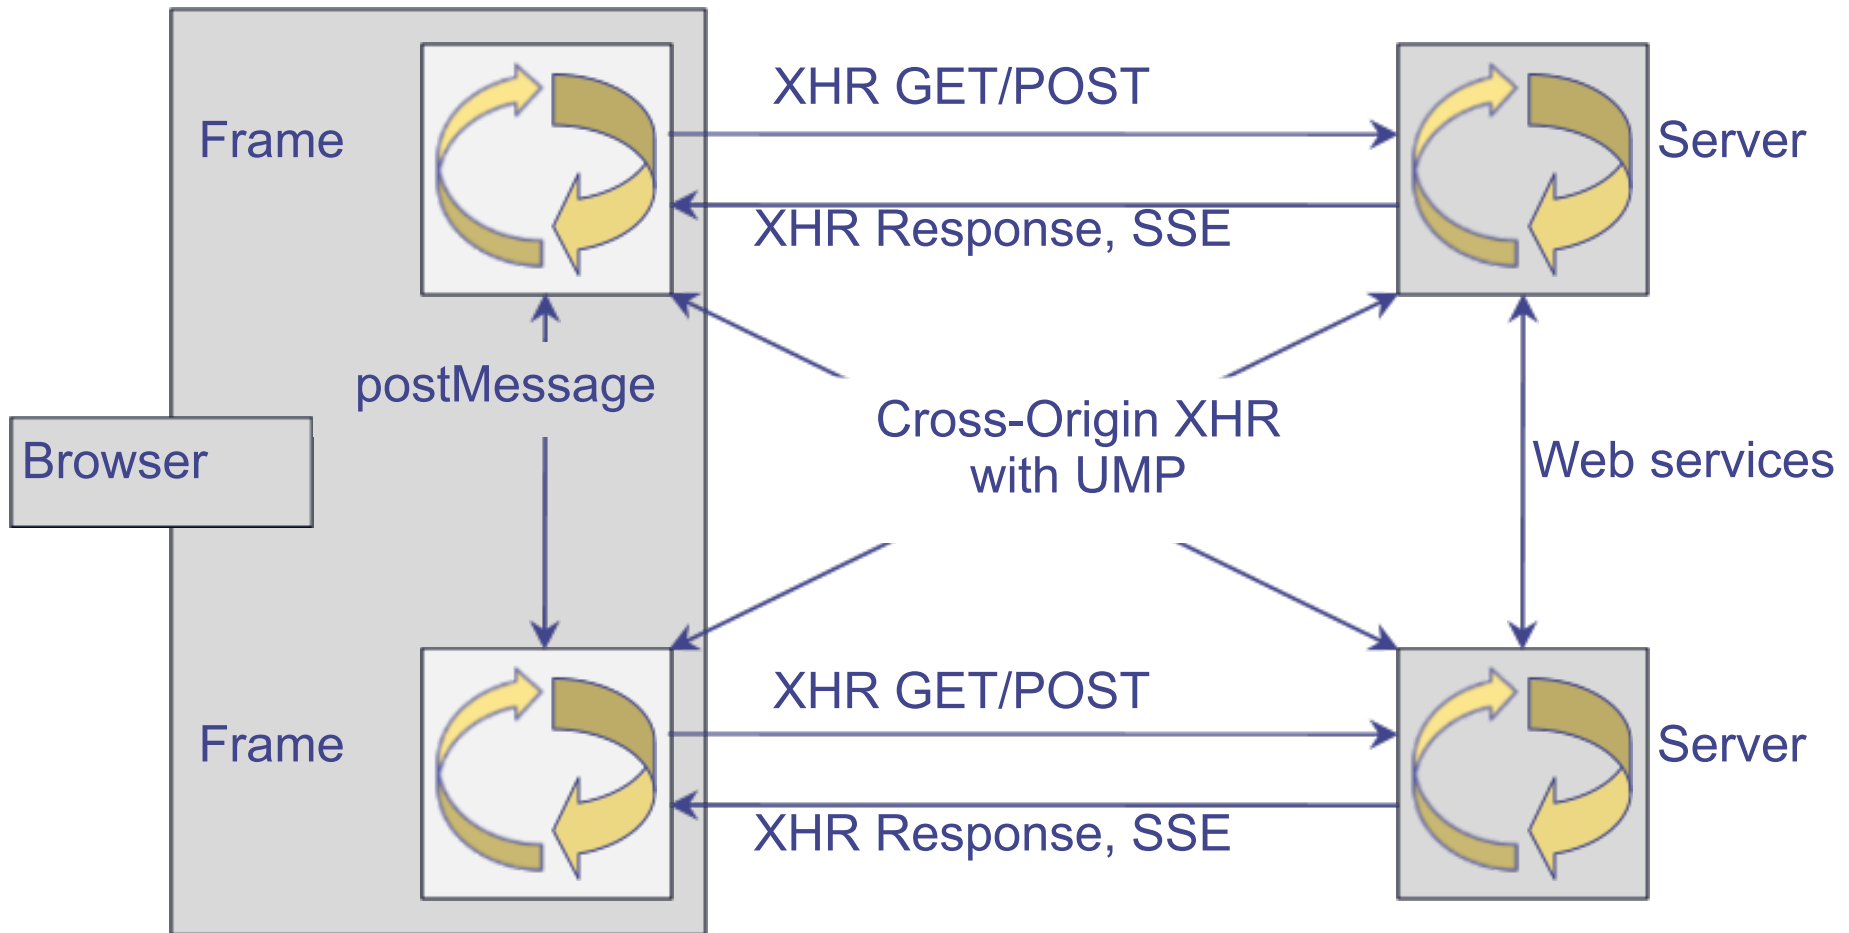 XHR GET/POST
Frame
Server
XHR Response, SSE
postMessage
Cross-Origin XHR
with UMP
Browser
Web services
XHR GET/POST
Frame
Server
XHR Response, SSE